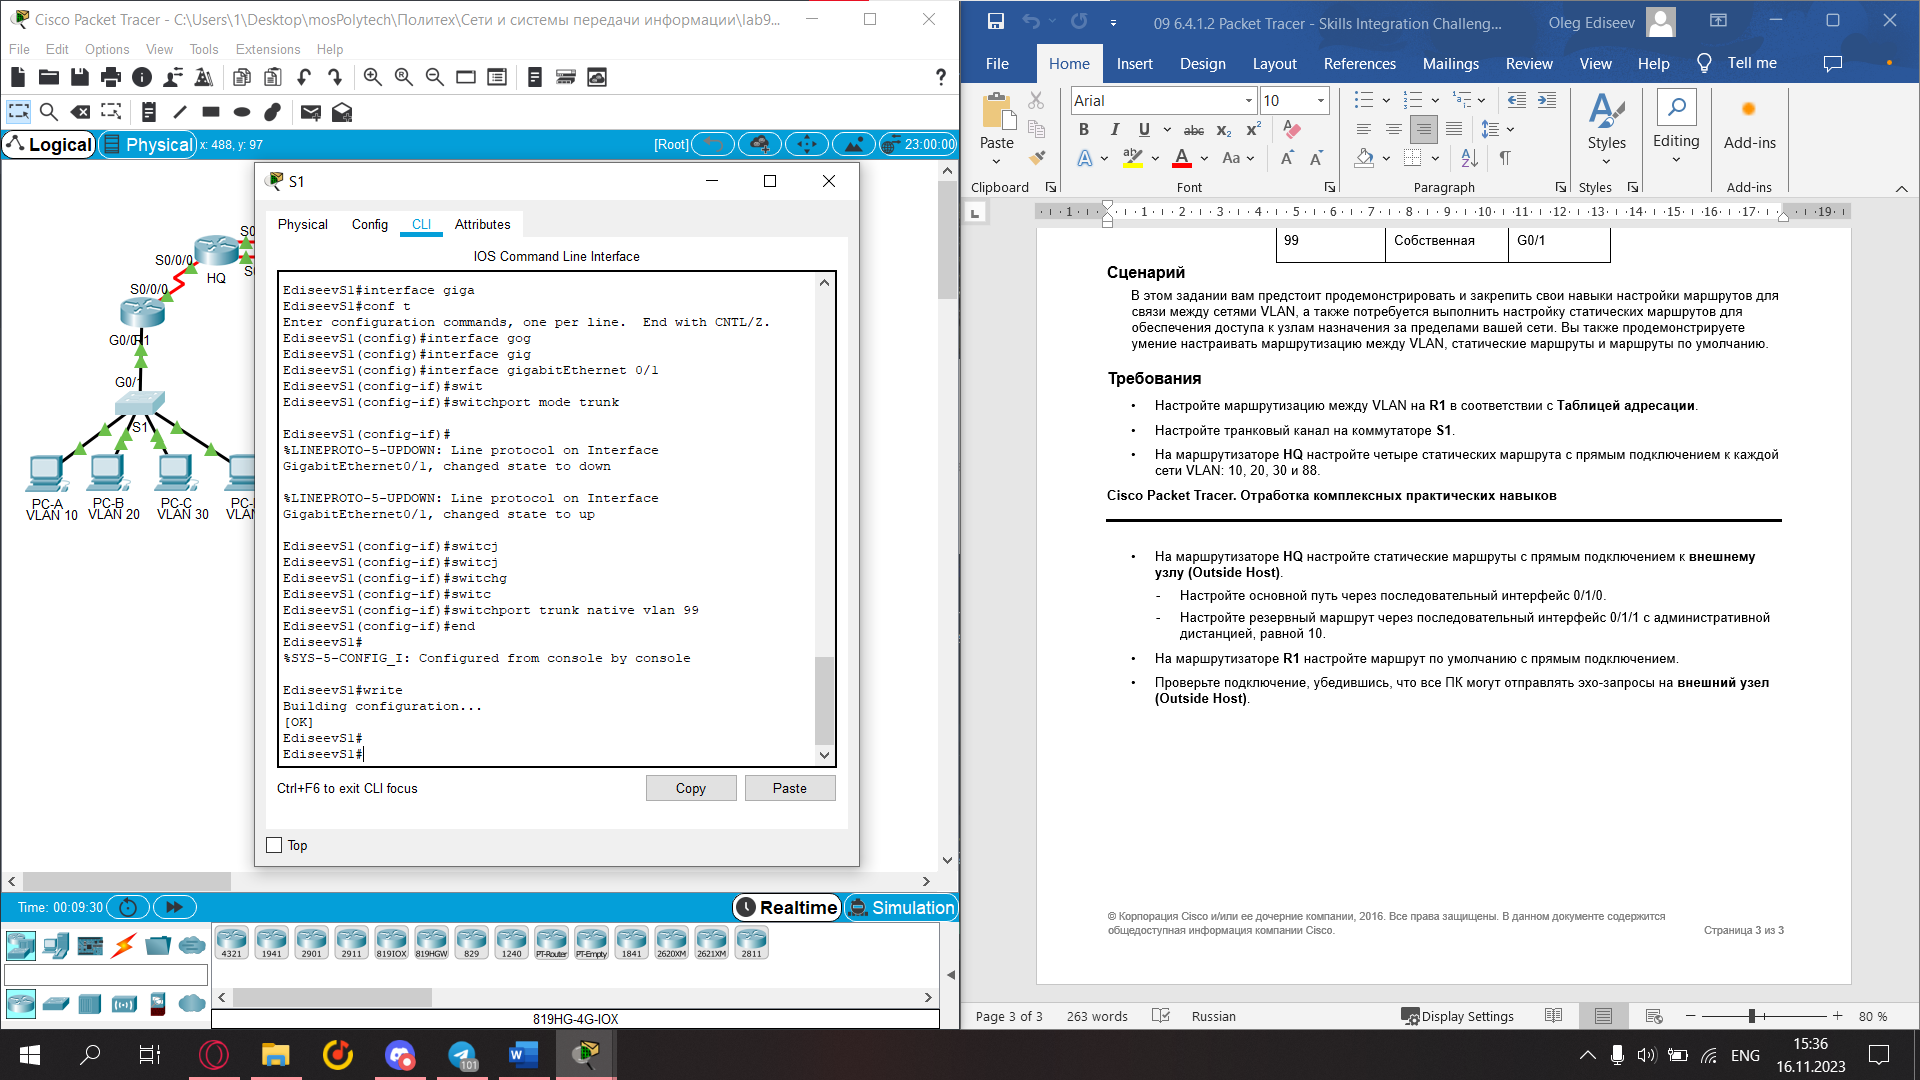 Cisco Packet Tracer - C:\Users\1\Desktop\mosPolytech\Политех\Сети и системы передачи информации\lab9...
File Edit Options View Tools Extensions Help
?
Logical Physical x: 488, y: 97 [Root] 23:00:00
S0/0/0
HQ
S0/0/0
G0/1
S1
PC-A
VLAN 10
PC-B
VLAN 20
PC-C
VLAN 30
S1
Physical Config CLI Attributes
IOS Command Line Interface
EdiseevS1#interface giga
EdiseevS1#conf t
Enter configuration commands, one per line. End with CNTL/Z.
EdiseevS1(config)#interface gog
EdiseevS1(config)#interface gig
EdiseevS1(config)#interface gigabitEthernet 0/1
EdiseevS1(config-if)#swit
EdiseevS1(config-if)#switchport mode trunk
EdiseevS1(config-if)#
%LINEPROTO-5-UPDOWN: Line protocol on Interface
GigabitEthernet0/1, changed state to down
%LINEPROTO-5-UPDOWN: Line protocol on Interface
GigabitEthernet0/1, changed state to up
EdiseevS1(config-if)#switcj
EdiseevS1(config-if)#switcj
EdiseevS1(config-if)#switchg
EdiseevS1(config-if)#switc
EdiseevS1(config-if)#switchport trunk native vlan 99
EdiseevS1(config-if)#end
EdiseevS1#
%SYS-5-CONFIG_I: Configured from console by console
EdiseevS1#write
Building configuration...
[OK]
EdiseevS1#
EdiseevS1#
Ctrl+F6 to exit CLI focus
Copy Paste
Top
Time: 00:09:30 Realtime Simulation
4321 1941 2901 2911 819IOX 819HGW 829 1240 PT-Router PT-Empty 1841 2620XM 2621XM 2811
819HG-4G-IOX
09 6.4.1.2 Packet Tracer - Skills Integration Challeng... Oleg Ediseev
File Home Insert Design Layout References Mailings Review View Help Tell me
Arial 10
Paste
Styles
Editing
Add-ins
Clipboard Font Paragraph Styles Add-ins
1 1 2 3 4 5 6 7 8 9 10 11 12 13 14 15 16 17 19
99 Собственная G0/1
Сценарий
В этом задании вам предстоит продемонстрировать и закрепить свои навыки настройки маршрутов для
связи между сетями VLAN, а также потребуется выполнить настройку статических маршрутов для
обеспечения доступа к узлам назначения за пределами вашей сети. Вы также продемонстрируете
умение настраивать маршрутизацию между VLAN, статические маршруты и маршруты по умолчанию.
Требования
• Настройте маршрутизацию между VLAN на R1 в соответствии с Таблицей адресации.
• Настройте транковый канал на коммутаторе S1.
• На маршрутизаторе HQ настройте четыре статических маршрута с прямым подключением к каждой
сети VLAN: 10, 20, 30 и 88.
Cisco Packet Tracer. Отработка комплексных практических навыков
• На маршрутизаторе HQ настройте статические маршруты с прямым подключением к внешнему
узлу (Outside Host).
- Настройте основной путь через последовательный интерфейс 0/1/0.
- Настройте резервный маршрут через последовательный интерфейс 0/1/1 с административной
дистанцией, равной 10.
• На маршрутизаторе R1 настройте маршрут по умолчанию с прямым подключением.
• Проверьте подключение, убедившись, что все ПК могут отправлять эхо-запросы на внешний узел
(Outside Host).
© Корпорация Cisco и/или ее дочерние компании, 2016. Все права защищены. В данном документе содержится
общедоступная информация компании Cisco. Страница 3 из 3
Page 3 of 3 263 words Russian Display Settings 80 %
101
ENG
15:36
16.11.2023